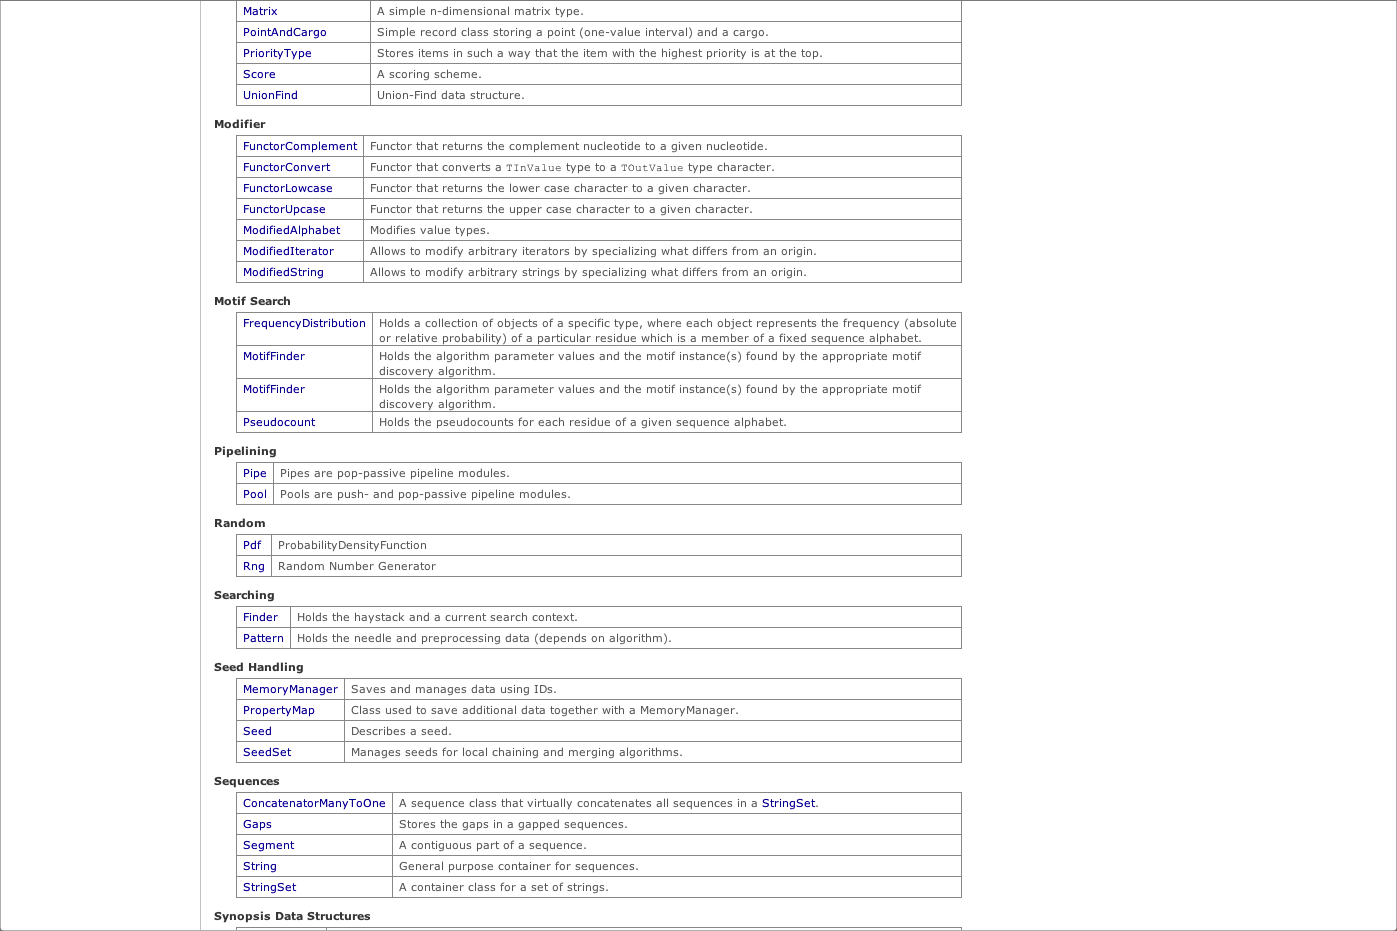 Matrix A simple n-dimensional matrix type.
PointAndCargo Simple record class storing a point (one-value interval) and a cargo.
PriorityType Stores items in such a way that the item with the highest priority is at the top.
Score A scoring scheme.
UnionFind Union-Find data structure.
Modifier
FunctorComplement Functor that returns the complement nucleotide to a given nucleotide.
FunctorConvert Functor that converts a TInValue type to a TOutValue type character.
FunctorLowcase Functor that returns the lower case character to a given character.
FunctorUpcase Functor that returns the upper case character to a given character.
ModifiedAlphabet Modifies value types.
ModifiedIterator Allows to modify arbitrary iterators by specializing what differs from an origin.
ModifiedString Allows to modify arbitrary strings by specializing what differs from an origin.
Motif Search
FrequencyDistribution Holds a collection of objects of a specific type, where each object represents the frequency (absolute
or relative probability) of a particular residue which is a member of a fixed sequence alphabet.
MotifFinder Holds the algorithm parameter values and the motif instance(s) found by the appropriate motif
discovery algorithm.
MotifFinder Holds the algorithm parameter values and the motif instance(s) found by the appropriate motif
discovery algorithm.
Pseudocount Holds the pseudocounts for each residue of a given sequence alphabet.
Pipelining
Pipe Pipes are pop-passive pipeline modules.
Pool Pools are push- and pop-passive pipeline modules.
Random
Pdf ProbabilityDensityFunction
Rng Random Number Generator
Searching
Finder Holds the haystack and a current search context.
Pattern Holds the needle and preprocessing data (depends on algorithm).
Seed Handling
MemoryManager Saves and manages data using IDs.
PropertyMap Class used to save additional data together with a MemoryManager.
Seed Describes a seed.
SeedSet Manages seeds for local chaining and merging algorithms.
Sequences
ConcatenatorManyToOne A sequence class that virtually concatenates all sequences in a StringSet.
Gaps Stores the gaps in a gapped sequences.
Segment A contiguous part of a sequence.
String General purpose container for sequences.
StringSet A container class for a set of strings.
Synopsis Data Structures